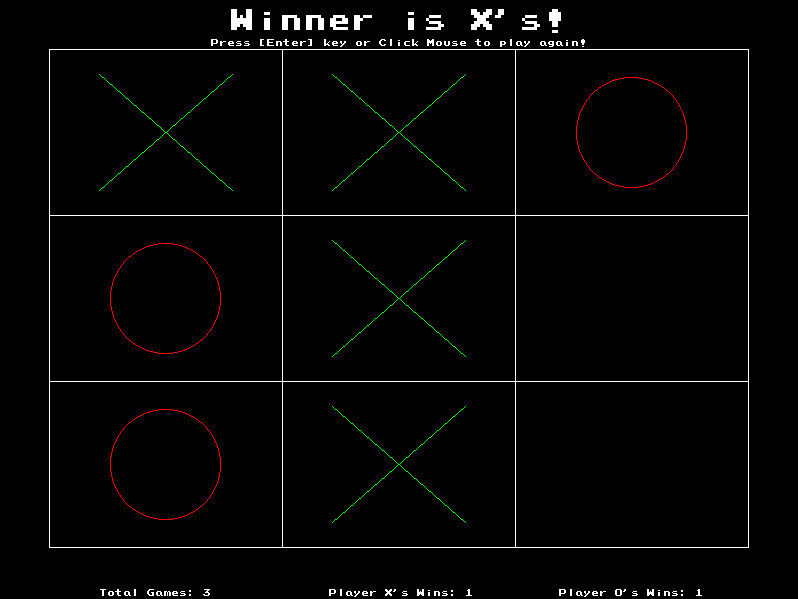 Winner is X's!
Press [Enter] key or Click Mouse to play again!
Total Games: 3
Player X's Wins: 1
Player O's Wins: 1